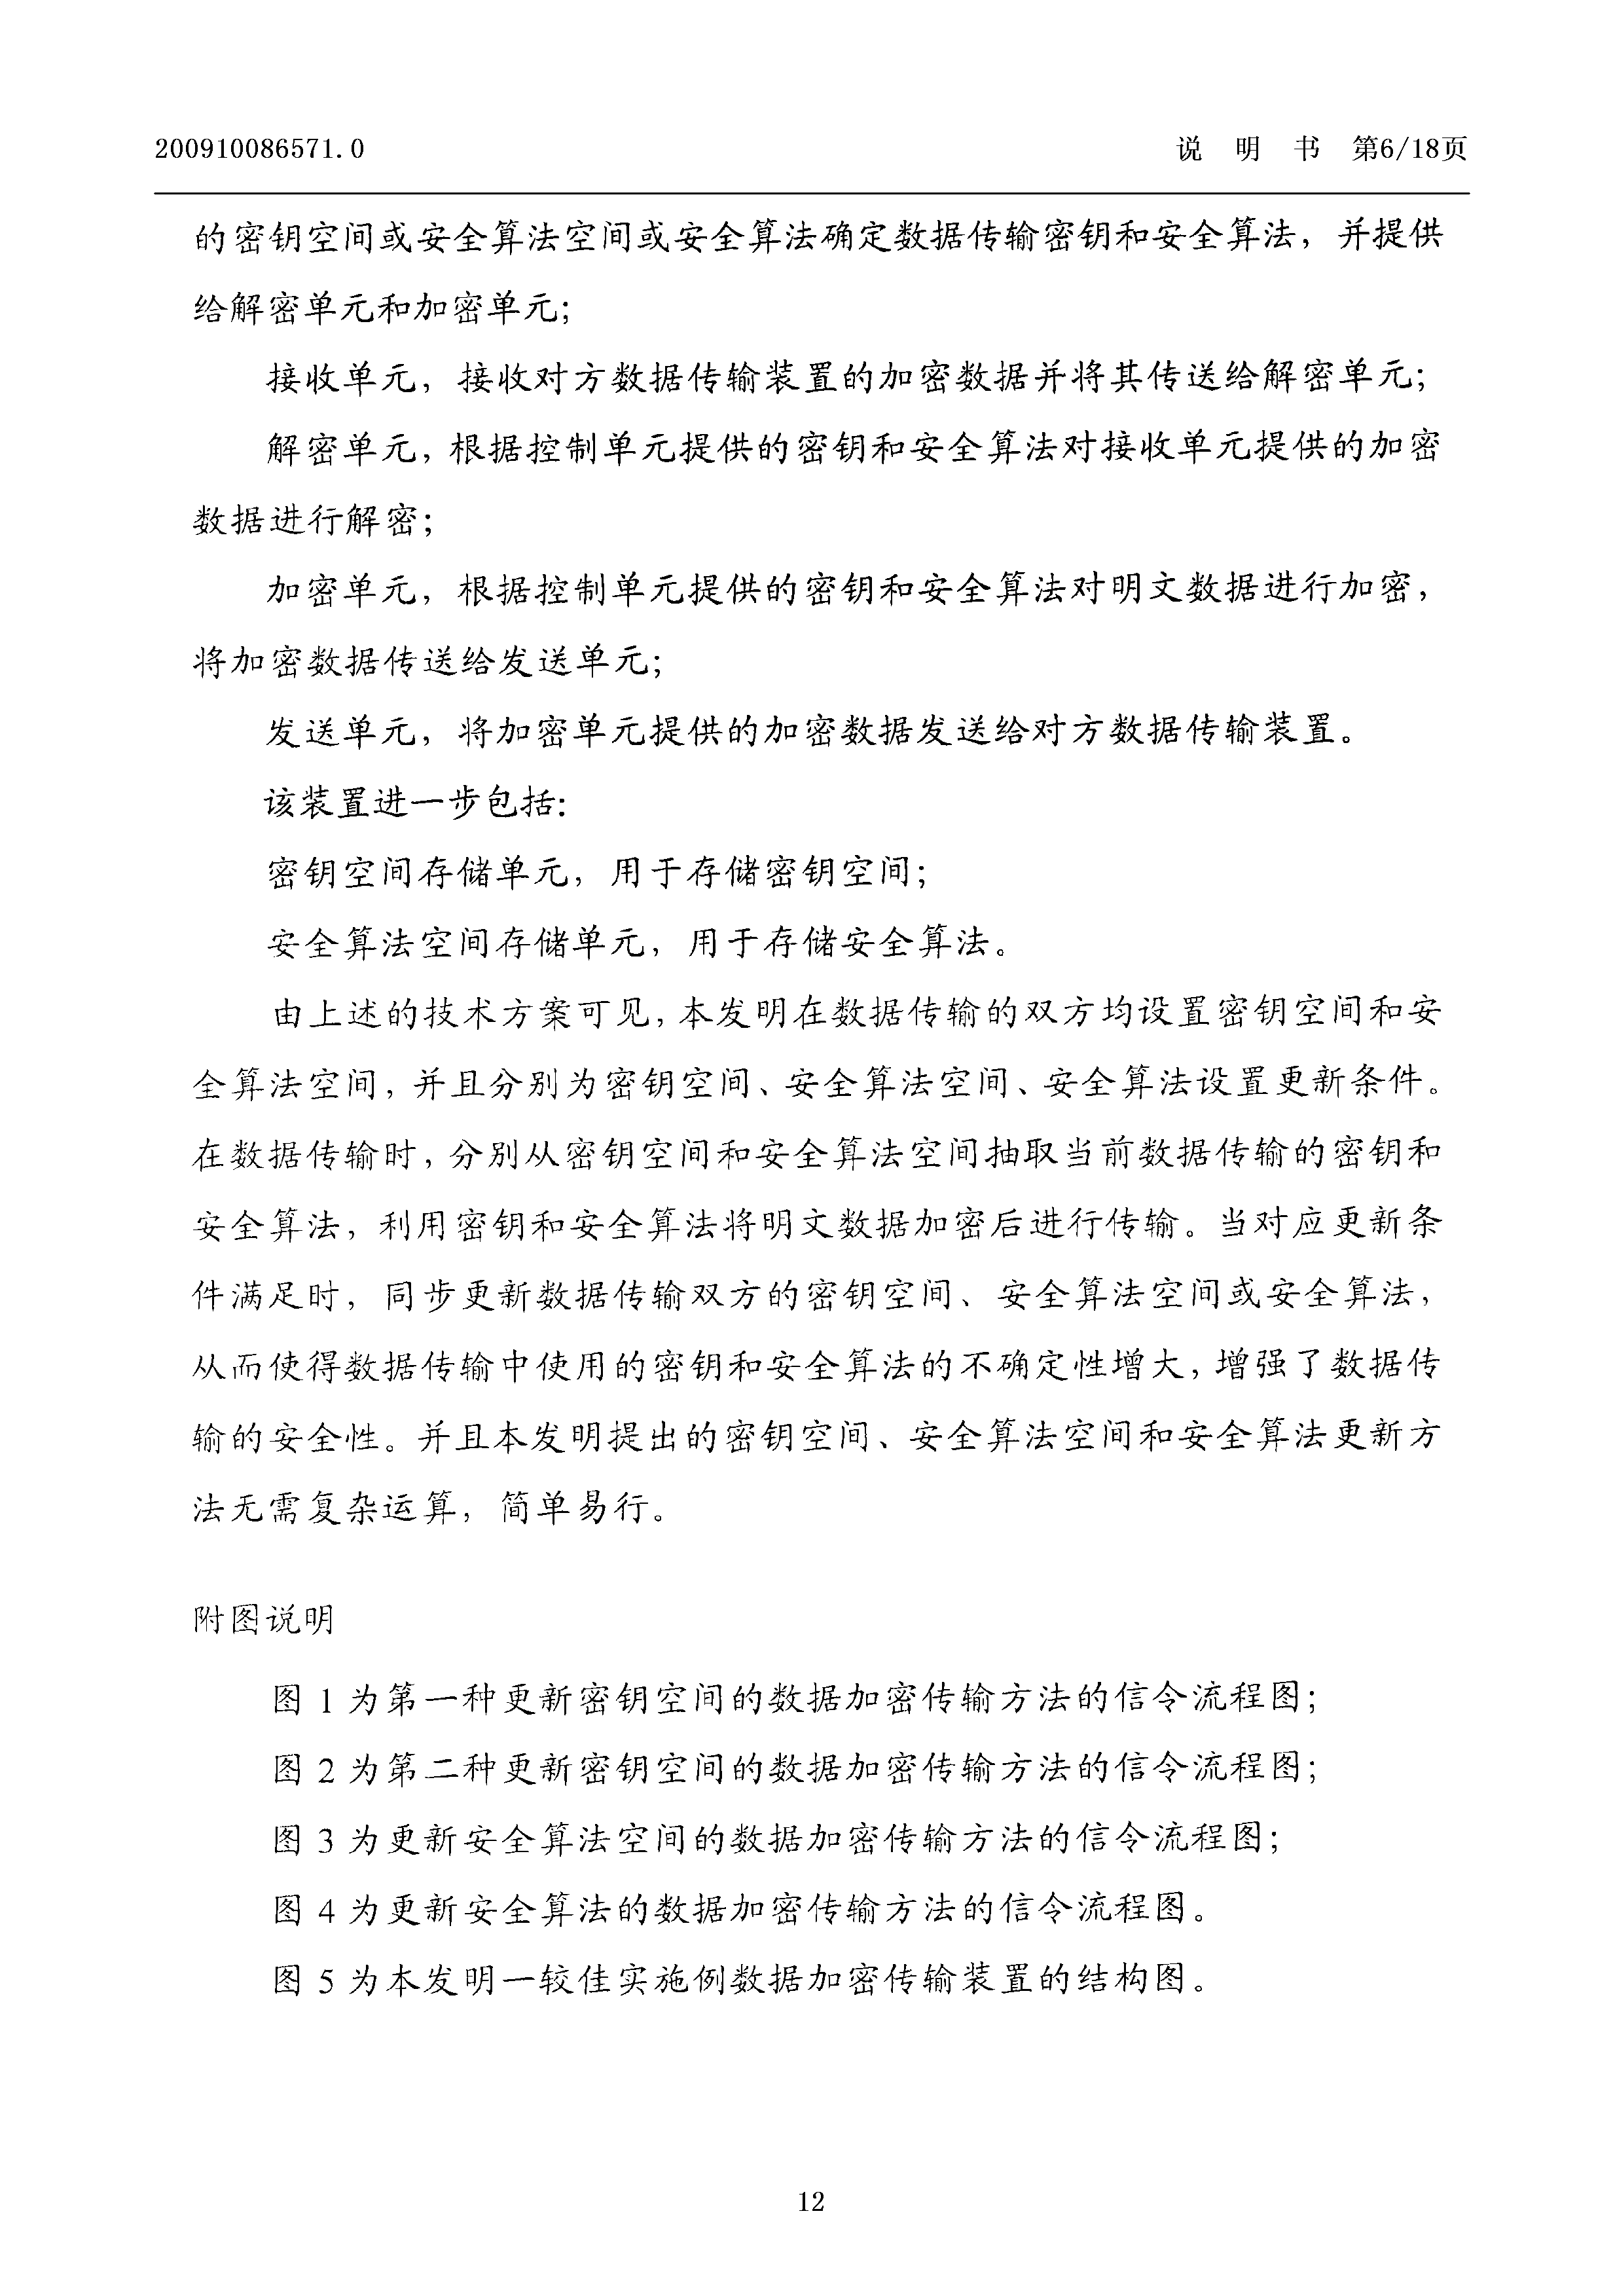 200910086571.0
说 明 书 第6/18页
的密钥空间或安全算法空间或安全算法确定数据传输密钥和安全算法，并提供
给解密单元和加密单元；
接收单元，接收对方数据传输装置的加密数据并将其传送给解密单元；
解密单元，根据控制单元提供的密钥和安全算法对接收单元提供的加密
数据进行解密；
加密单元，根据控制单元提供的密钥和安全算法对明文数据进行加密，
将加密数据传送给发送单元；
发送单元，将加密单元提供的加密数据发送给对方数据传输装置。
该装置进一步包括：
密钥空间存储单元，用于存储密钥空间；
安全算法空间存储单元，用于存储安全算法。
由上述的技术方案可见，本发明在数据传输的双方均设置密钥空间和安
全算法空间，并且分别为密钥空间、安全算法空间、安全算法设置更新条件。
在数据传输时，分别从密钥空间和安全算法空间抽取当前数据传输的密钥和
安全算法，利用密钥和安全算法将明文数据加密后进行传输。当对应更新条
件满足时，同步更新数据传输双方的密钥空间、安全算法空间或安全算法，
从而使得数据传输中使用的密钥和安全算法的不确定性增大，增强了数据传
输的安全性。并且本发明提出的密钥空间、安全算法空间和安全算法更新方
法无需复杂运算，简单易行。
附图说明
图 1 为第一种更新密钥空间的数据加密传输方法的信令流程图；
图 2 为第二种更新密钥空间的数据加密传输方法的信令流程图；
图 3 为更新安全算法空间的数据加密传输方法的信令流程图；
图 4 为更新安全算法的数据加密传输方法的信令流程图。
图 5 为本发明一较佳实施例数据加密传输装置的结构图。
12